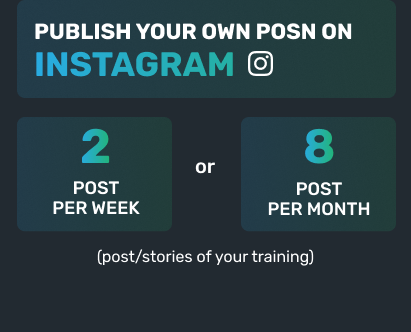 PUBLISH YOUR OWN POSN ON
INSTAGRAM
2
POST
PER WEEK
or
8
POST
PER MONTH
(post/stories of your training)